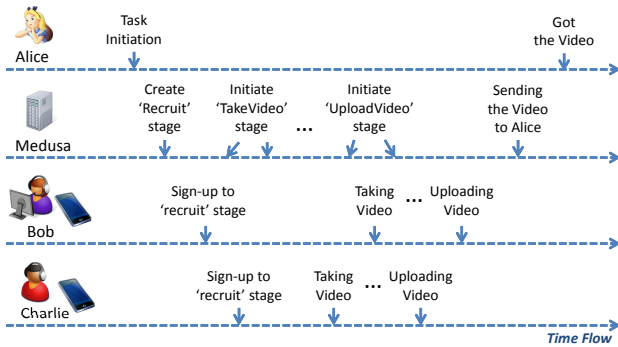 Task
Initiation
Got
the Video
Alice
Create
‘Recruit’
stage
Initiate
‘TakeVideo’
stage
...
Initiate
‘UploadVideo’
stage
Sending
the Video
to Alice
Medusa
Sign-up to
‘recruit’ stage
Taking
Video
...
Uploading
Video
Bob
Sign-up to
‘recruit’ stage
Taking
Video
...
Uploading
Video
Charlie
Time Flow